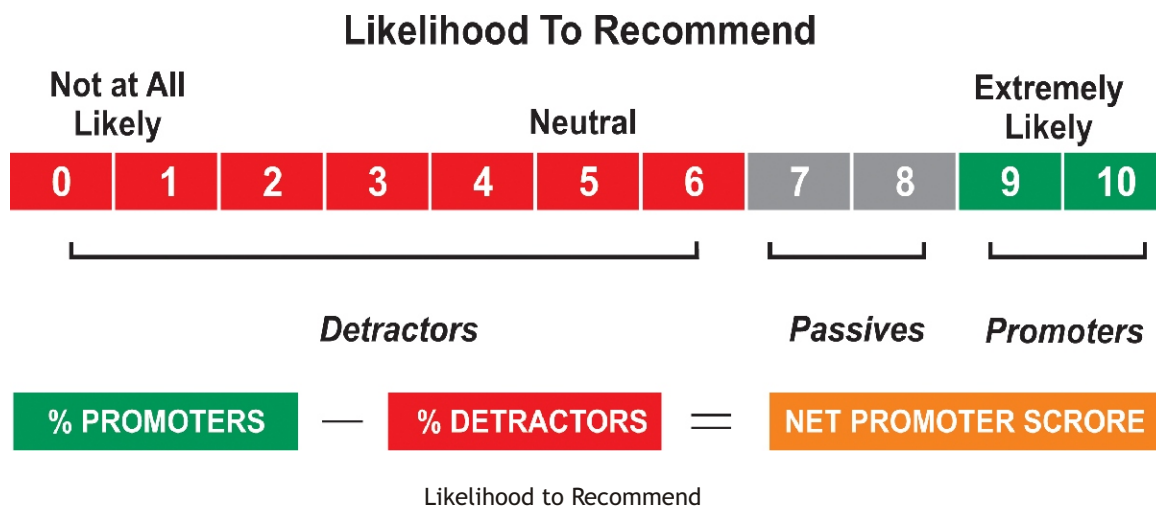 Likelihood To Recommend
Not at All
Likely
Neutral
Extremely
Likely
0 1 2 3 4 5 6 7 8 9 10
Detractors Passives Promoters
% PROMOTERS — % DETRACTORS = NET PROMOTER SCRORE
Likelihood to Recommend